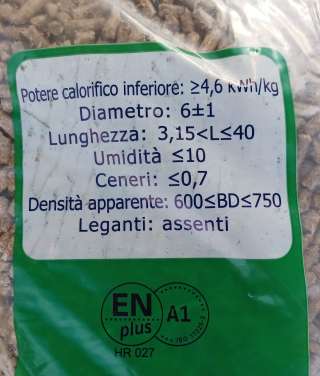 Potere calorifico inferiore: ≥4,6 kWh/kg
Diametro: 6±1
Lunghezza: 3,15<L≤40
Umidità ≤10
Ceneri: ≤0,7
Densità apparente: 600≤BD≤750
Leganti: assenti
EN
plus
A1
HR 027